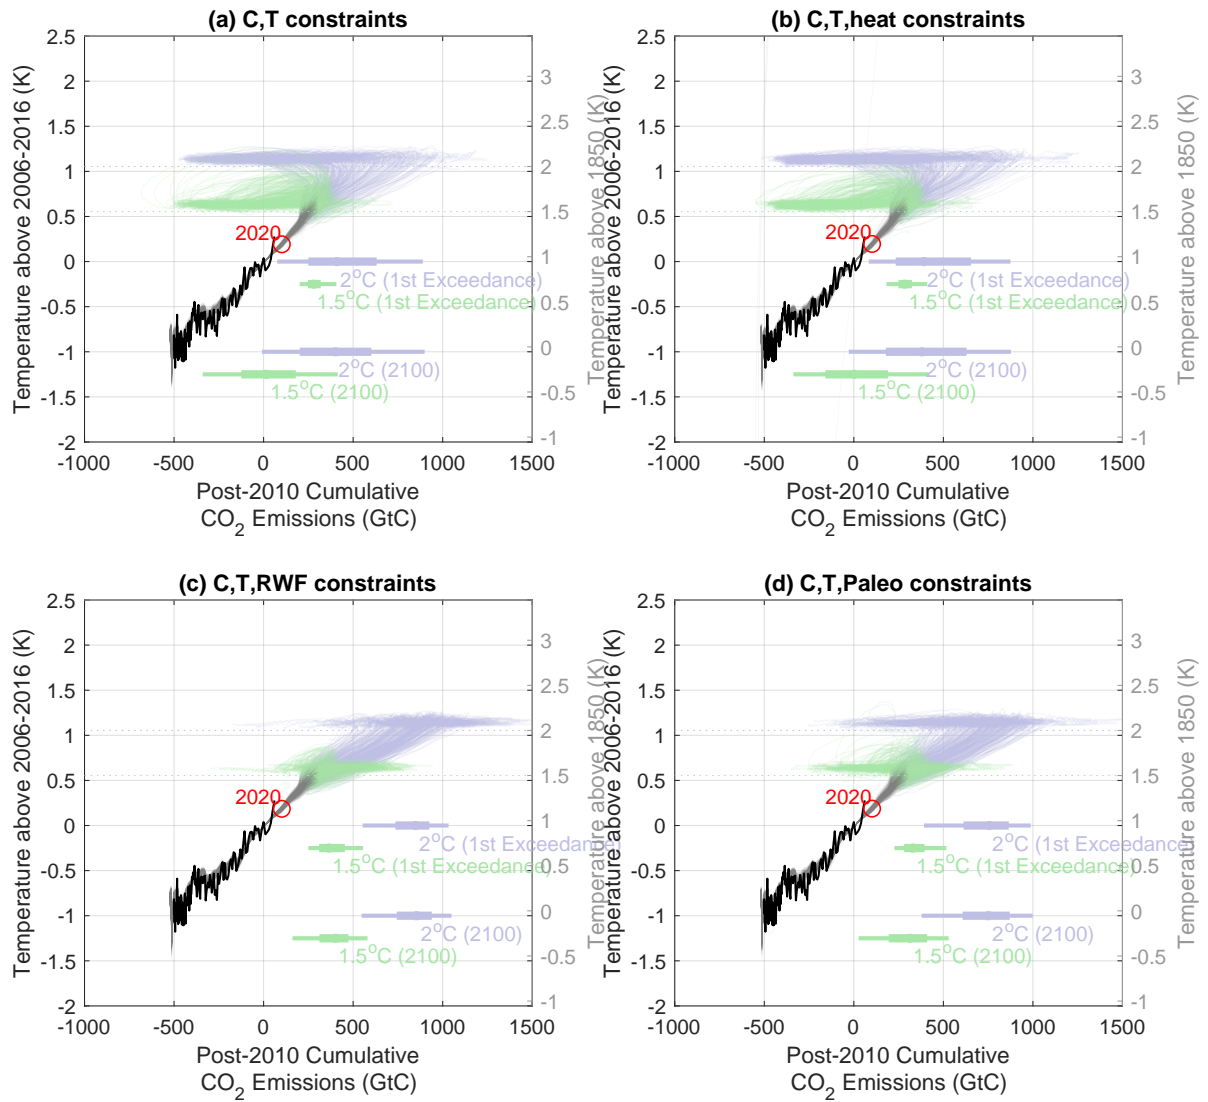 (a) C,T constraints
2.5
2
1.5
1
0.5
0
-0.5
-1
-1.5
-2
Temperature above 2006-2016 (K)
3
2.5
2
1.5
1
0.5
0
-0.5
-1
Temperature above 1850 (K)
2020
2°C (1st Exceedance)
1.5°C (1st Exceedance)
2°C (2100)
1.5°C (2100)
-1000 -500 0 500 1000 1500
Post-2010 Cumulative
CO2 Emissions (GtC)
(b) C,T,heat constraints
2.5
2
1.5
1
0.5
0
-0.5
-1
-1.5
-2
Temperature above 2006-2016 (K)
3
2.5
2
1.5
1
0.5
0
-0.5
-1
Temperature above 1850 (K)
2020
2°C (1st Exceedance)
1.5°C (1st Exceedance)
2°C (2100)
1.5°C (2100)
-1000 -500 0 500 1000 1500
Post-2010 Cumulative
CO2 Emissions (GtC)
(c) C,T,RWF constraints
2.5
2
1.5
1
0.5
0
-0.5
-1
-1.5
-2
Temperature above 2006-2016 (K)
3
2.5
2
1.5
1
0.5
0
-0.5
-1
Temperature above 1850 (K)
2020
2°C (1st Exceedance)
1.5°C (1st Exceedance)
2°C (2100)
1.5°C (2100)
-1000 -500 0 500 1000 1500
Post-2010 Cumulative
CO2 Emissions (GtC)
(d) C,T,Paleo constraints
2.5
2
1.5
1
0.5
0
-0.5
-1
-1.5
-2
Temperature above 2006-2016 (K)
3
2.5
2
1.5
1
0.5
0
-0.5
-1
Temperature above 1850 (K)
2020
2°C (1st Exceedance)
1.5°C (1st Exceedance)
2°C (2100)
1.5°C (2100)
-1000 -500 0 500 1000 1500
Post-2010 Cumulative
CO2 Emissions (GtC)